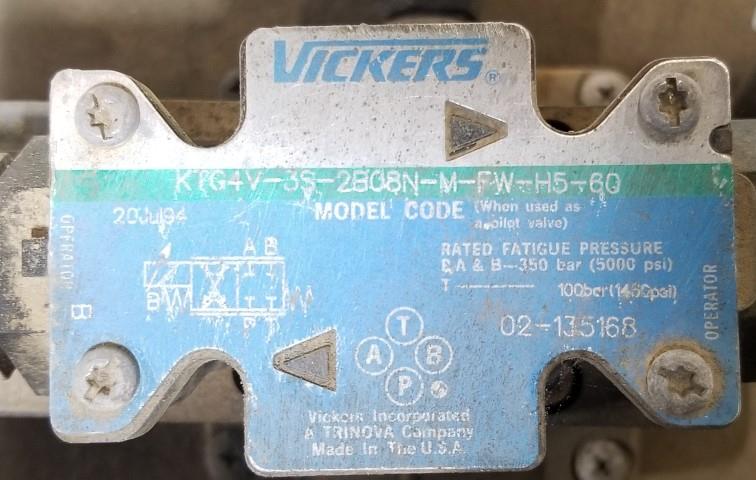 VICKERS®
KTG4V-3S-2B08N-M-FW-H5-60
20Jul94
MODEL CODE (When used as
a pilot valve)
OPERATOR
B
A B
B
P T
RATED FATIGUE PRESSURE
P,A & B-350 bar (5000 psi)
T 100bar(1450psi)
02-135168
OPERATOR
T
A B
P
Vickers Incorporated
A TRINOVA Company
Made In The U.S.A.